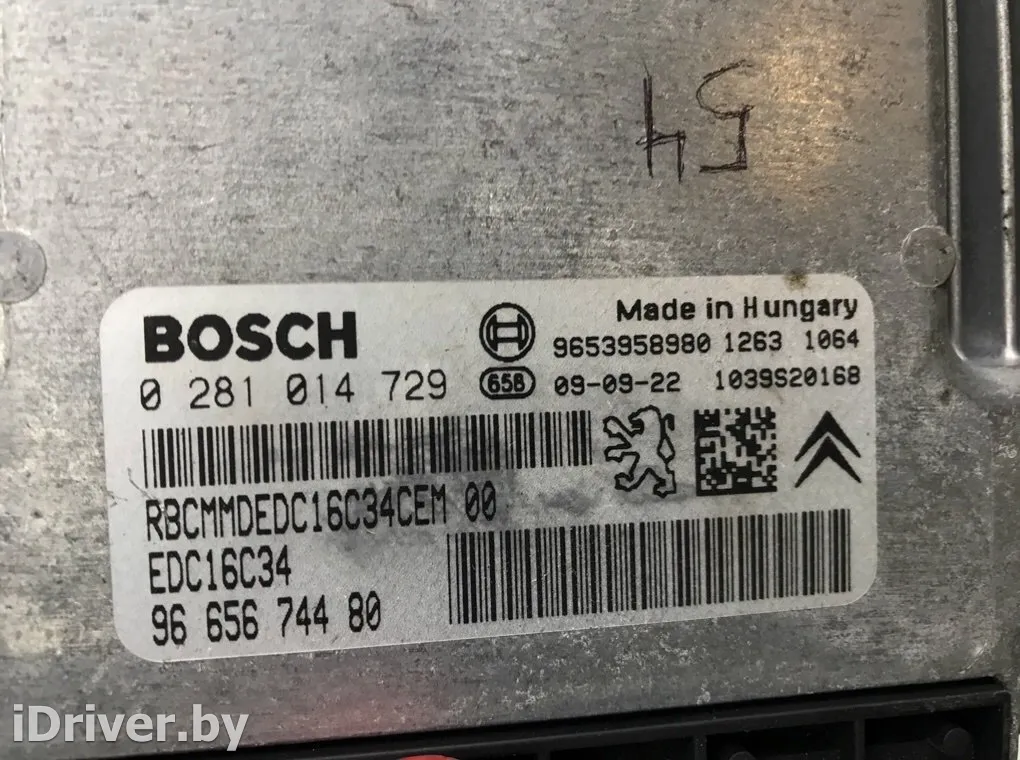 54
BOSCH
Made in Hungary
9653958980 1263 1064
0 281 014 729
658 09-09-22 1039S20168
RBCMMDEDC16C34CEM 00
EDC16C34
96 656 744 80
iDriver.by